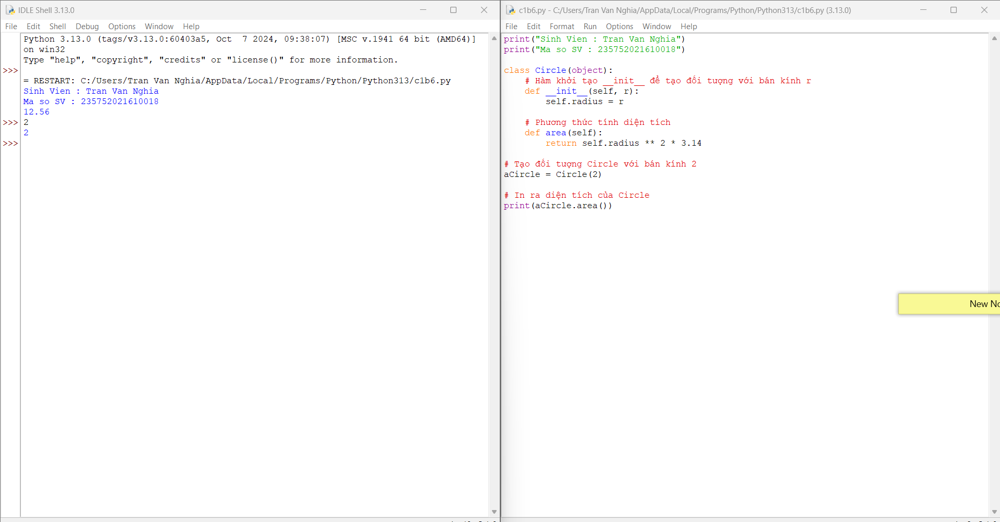 IDLE Shell 3.13.0
File Edit Shell Debug Options Window Help
Python 3.13.0 (tags/v3.13.0:60403a5, Oct  7 2024, 09:38:07) [MSC v.1941 64 bit (AMD64)]
on win32
Type "help", "copyright", "credits" or "license()" for more information.
>>>
= RESTART: C:/Users/Tran Van Nghia/AppData/Local/Programs/Python/Python313/c1b6.py
Sinh Vien : Tran Van Nghia
Ma so SV : 235752021610018
12.56
>>> 2
2
>>>
c1b6.py - C:/Users/Tran Van Nghia/AppData/Local/Programs/Python/Python313/c1b6.py (3.13.0)
File Edit Format Run Options Window Help
print("Sinh Vien : Tran Van Nghia")
print("Ma so SV : 235752021610018")
class Circle(object):
    # Hàm khởi tạo __init__ để tạo đối tượng với bán kính r
    def __init__(self, r):
        self.radius = r
    # Phương thức tính diện tích
    def area(self):
        return self.radius ** 2 * 3.14
# Tạo đối tượng Circle với bán kính 2
aCircle = Circle(2)
# In ra diện tích của Circle
print(aCircle.area())
New No